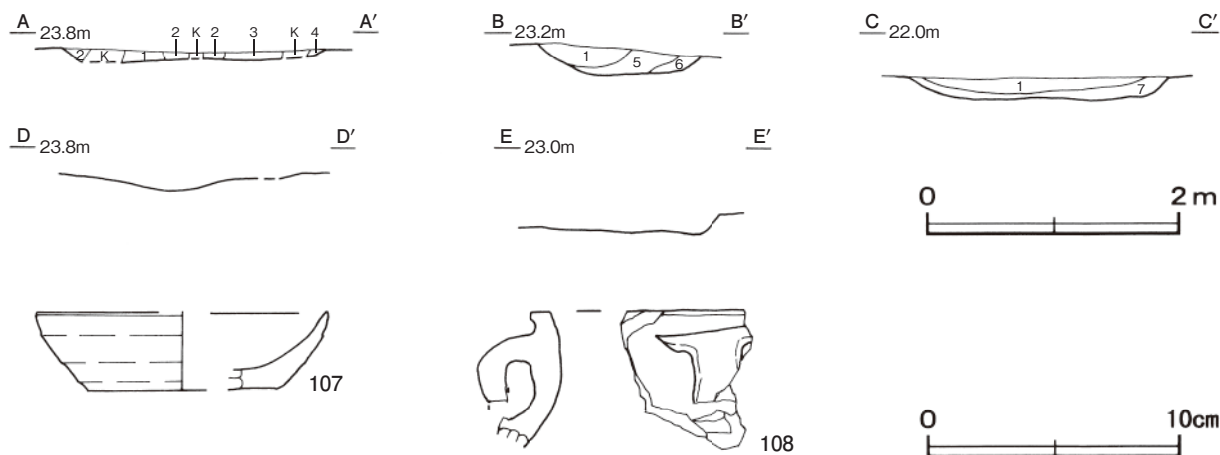 A 23.8m A′
2 K 1 2 K 2 3 K 4
B 23.2m B′
1 5 6
C 22.0m C′
1 7
D 23.8m D′
E 23.0m E′
0 2 m
107
108
0 10cm